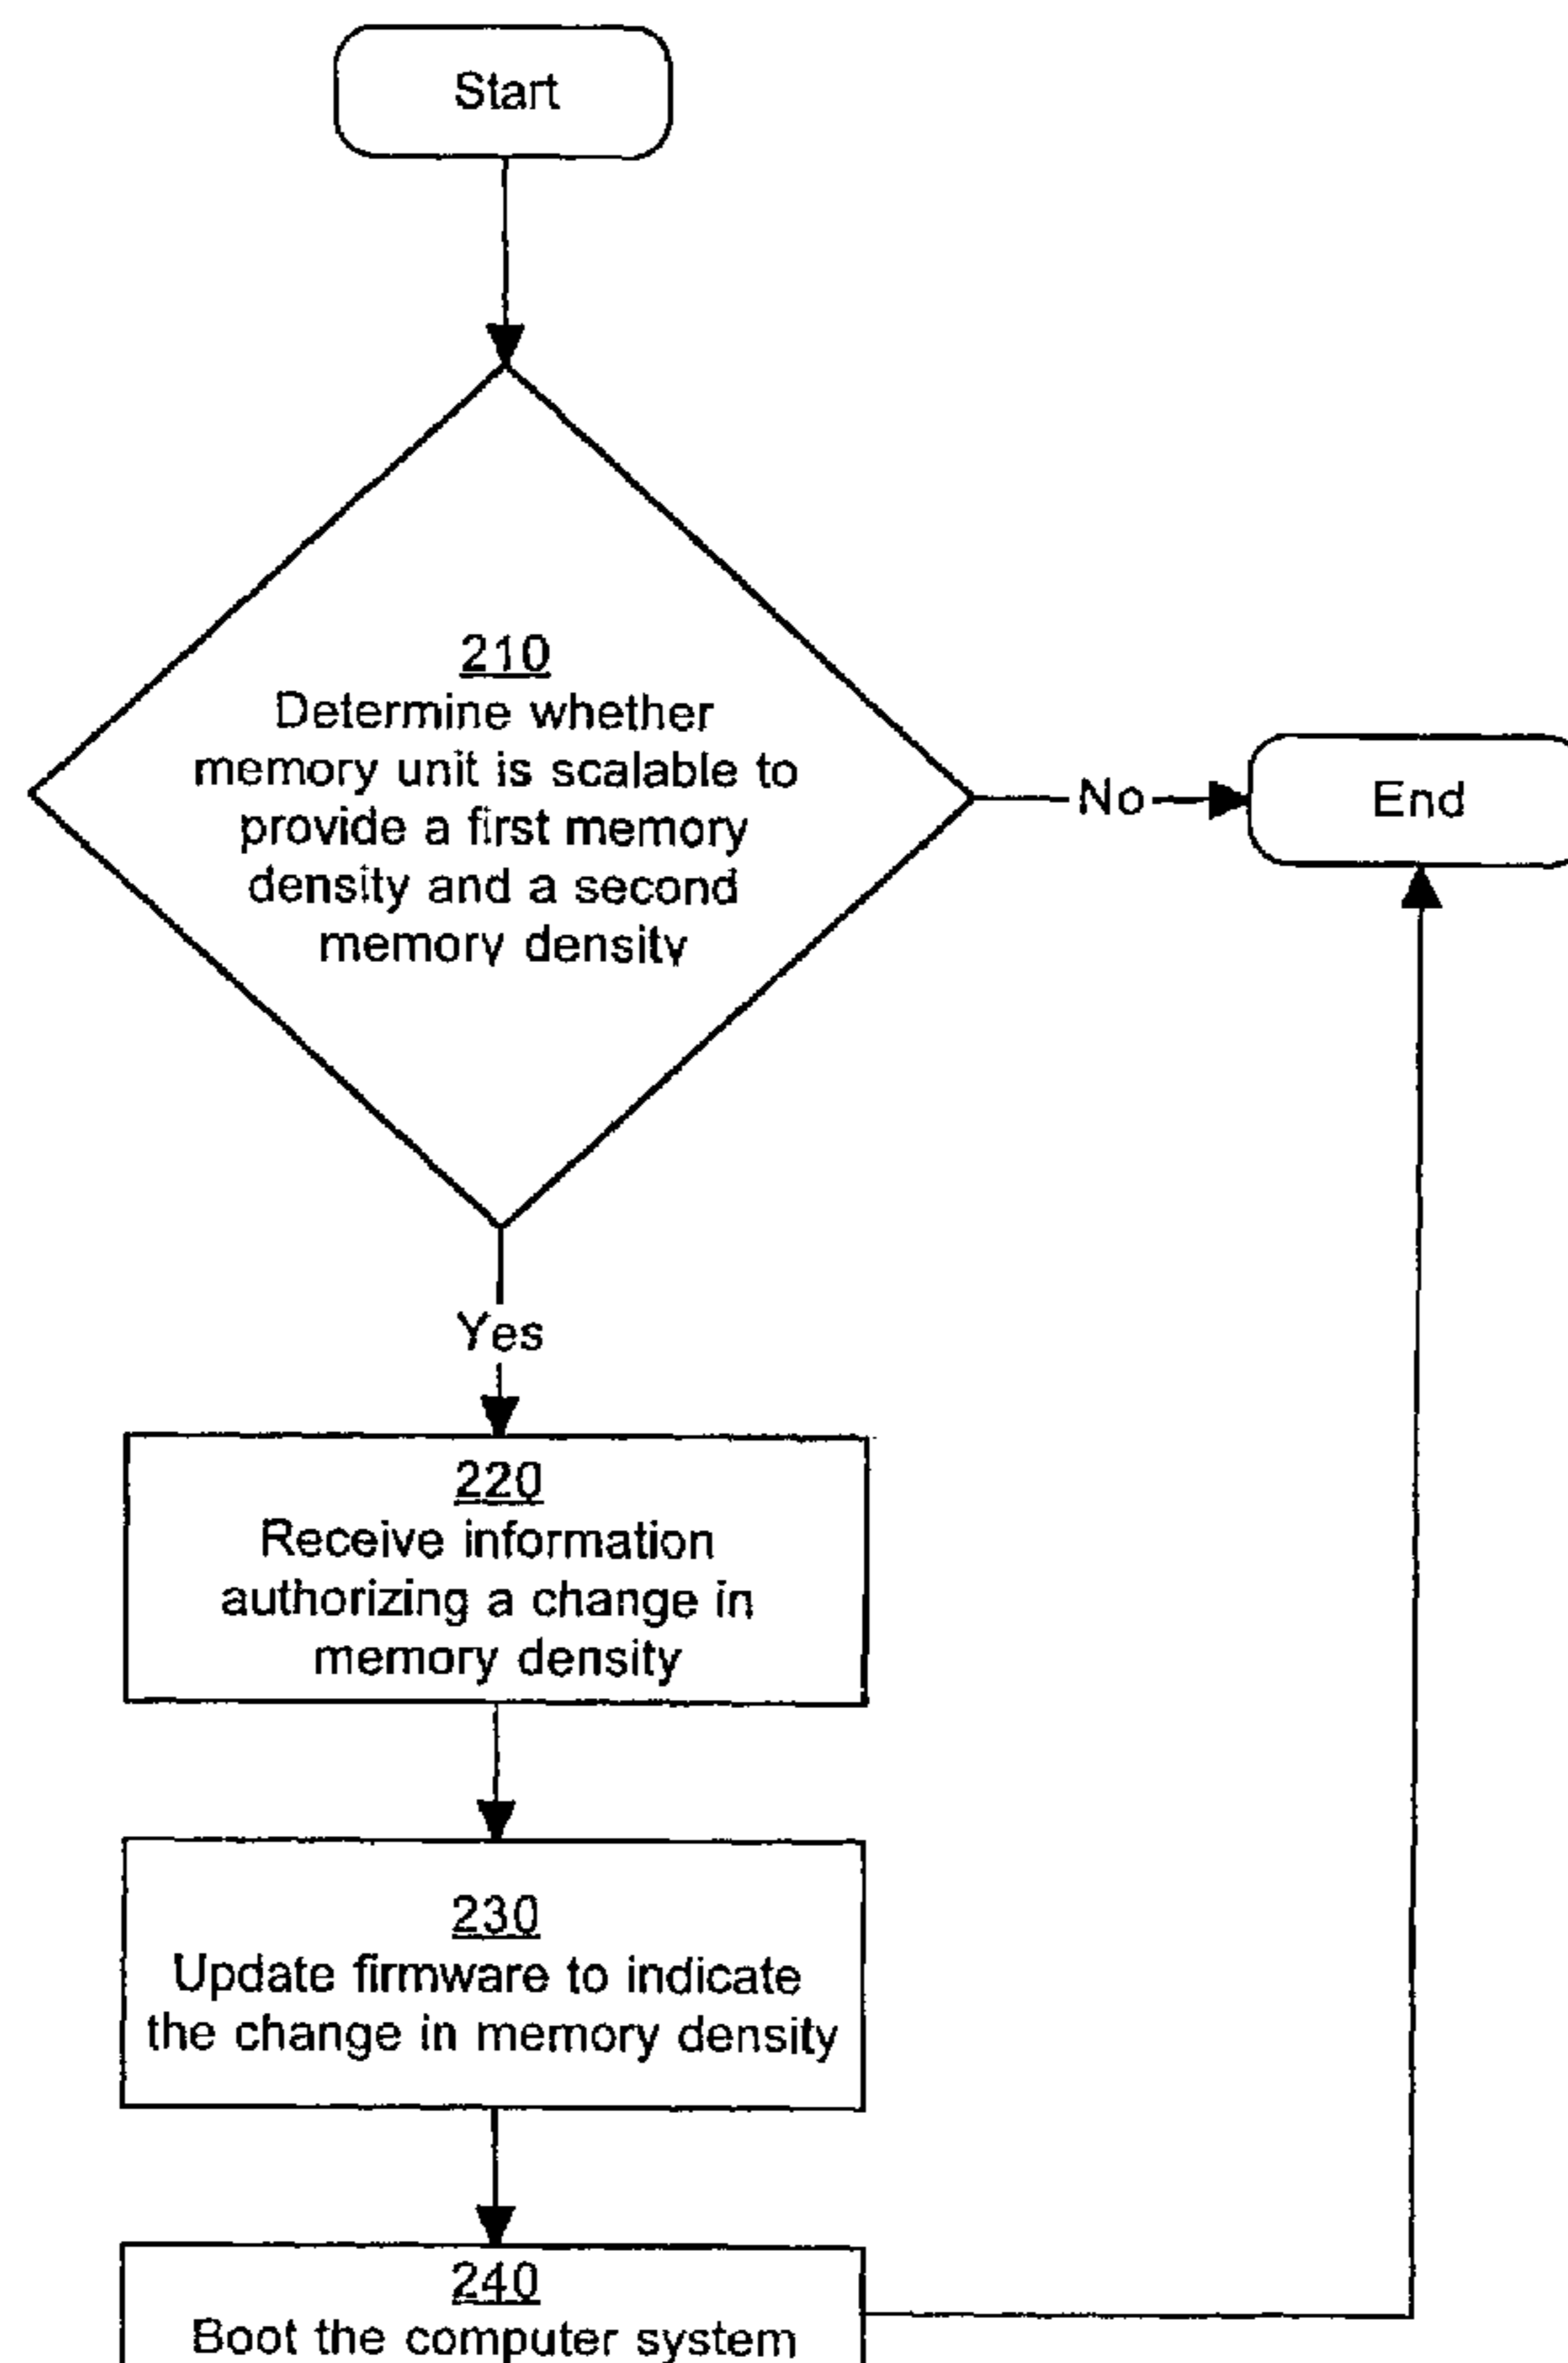 Start
210
Determine whether
memory unit is scalable to
provide a first memory
density and a second
memory density
No
End
Yes
220
Receive information
authorizing a change in
memory density
230
Update firmware to indicate
the change in memory density
240
Boot the computer system